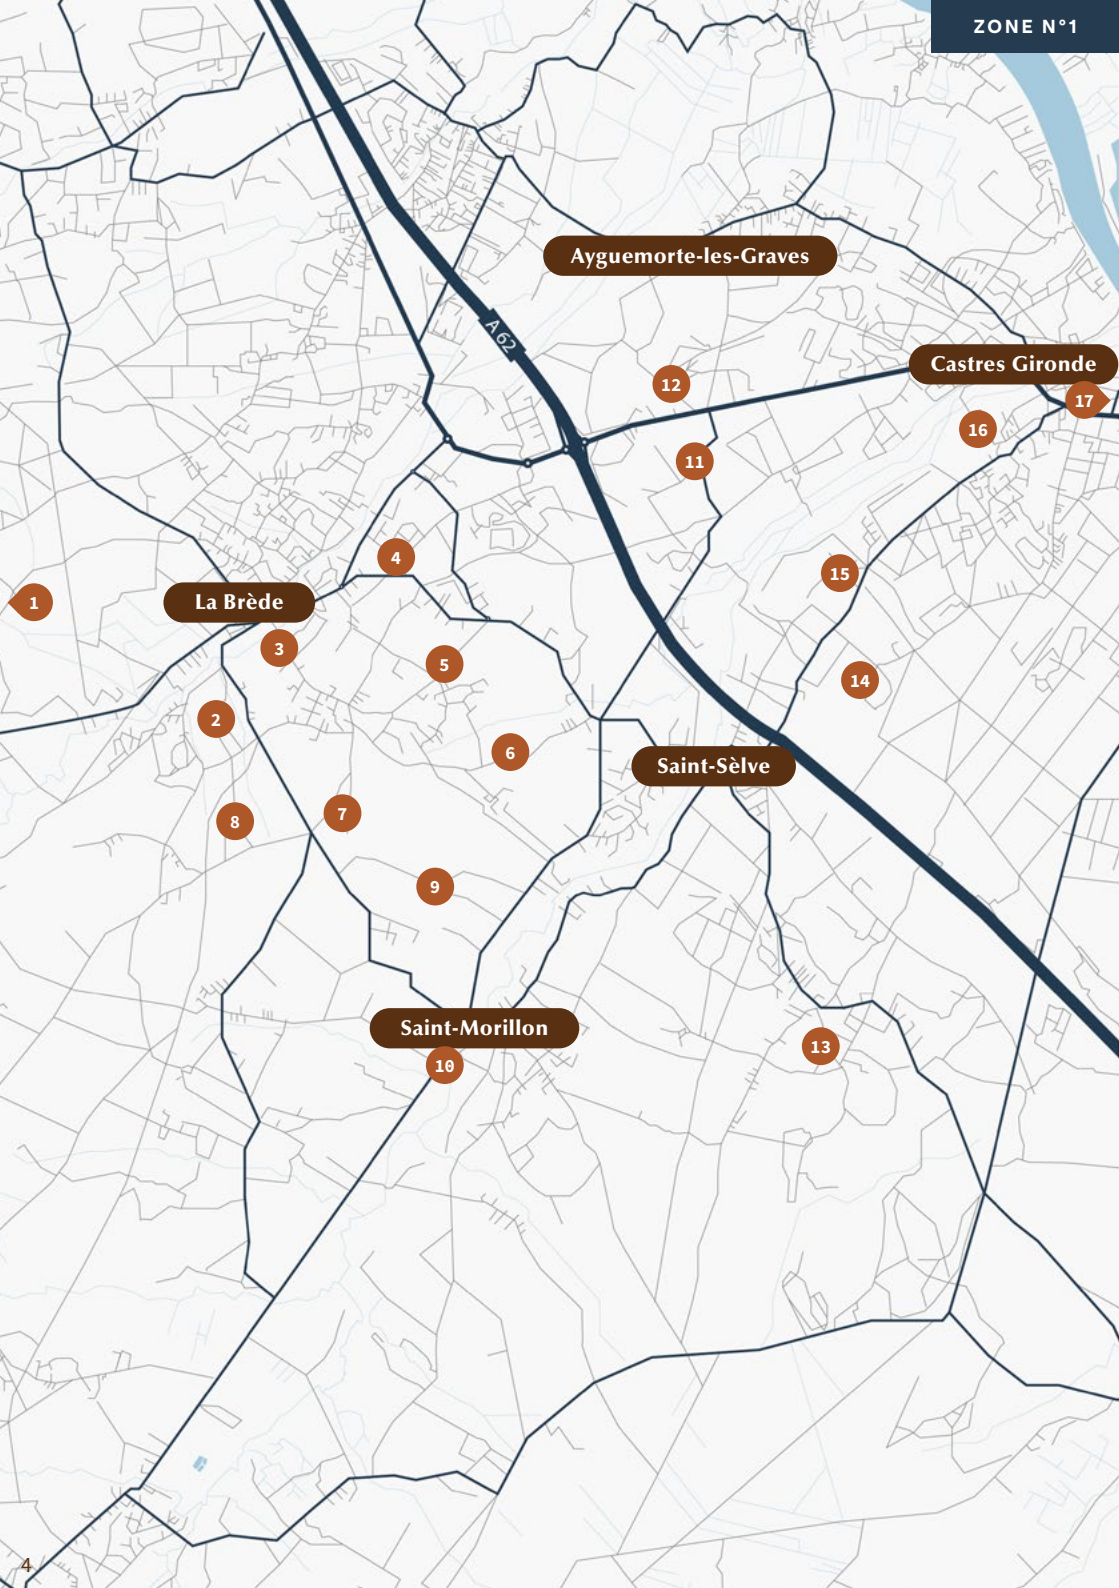 ZONE N°1
Ayguemorte-les-Graves
A 62
Castres Gironde
12
17
16
11
4
15
1
La Brède
3
5
14
2
6
Saint-Sèlve
7
8
9
Saint-Morillon
13
10
4